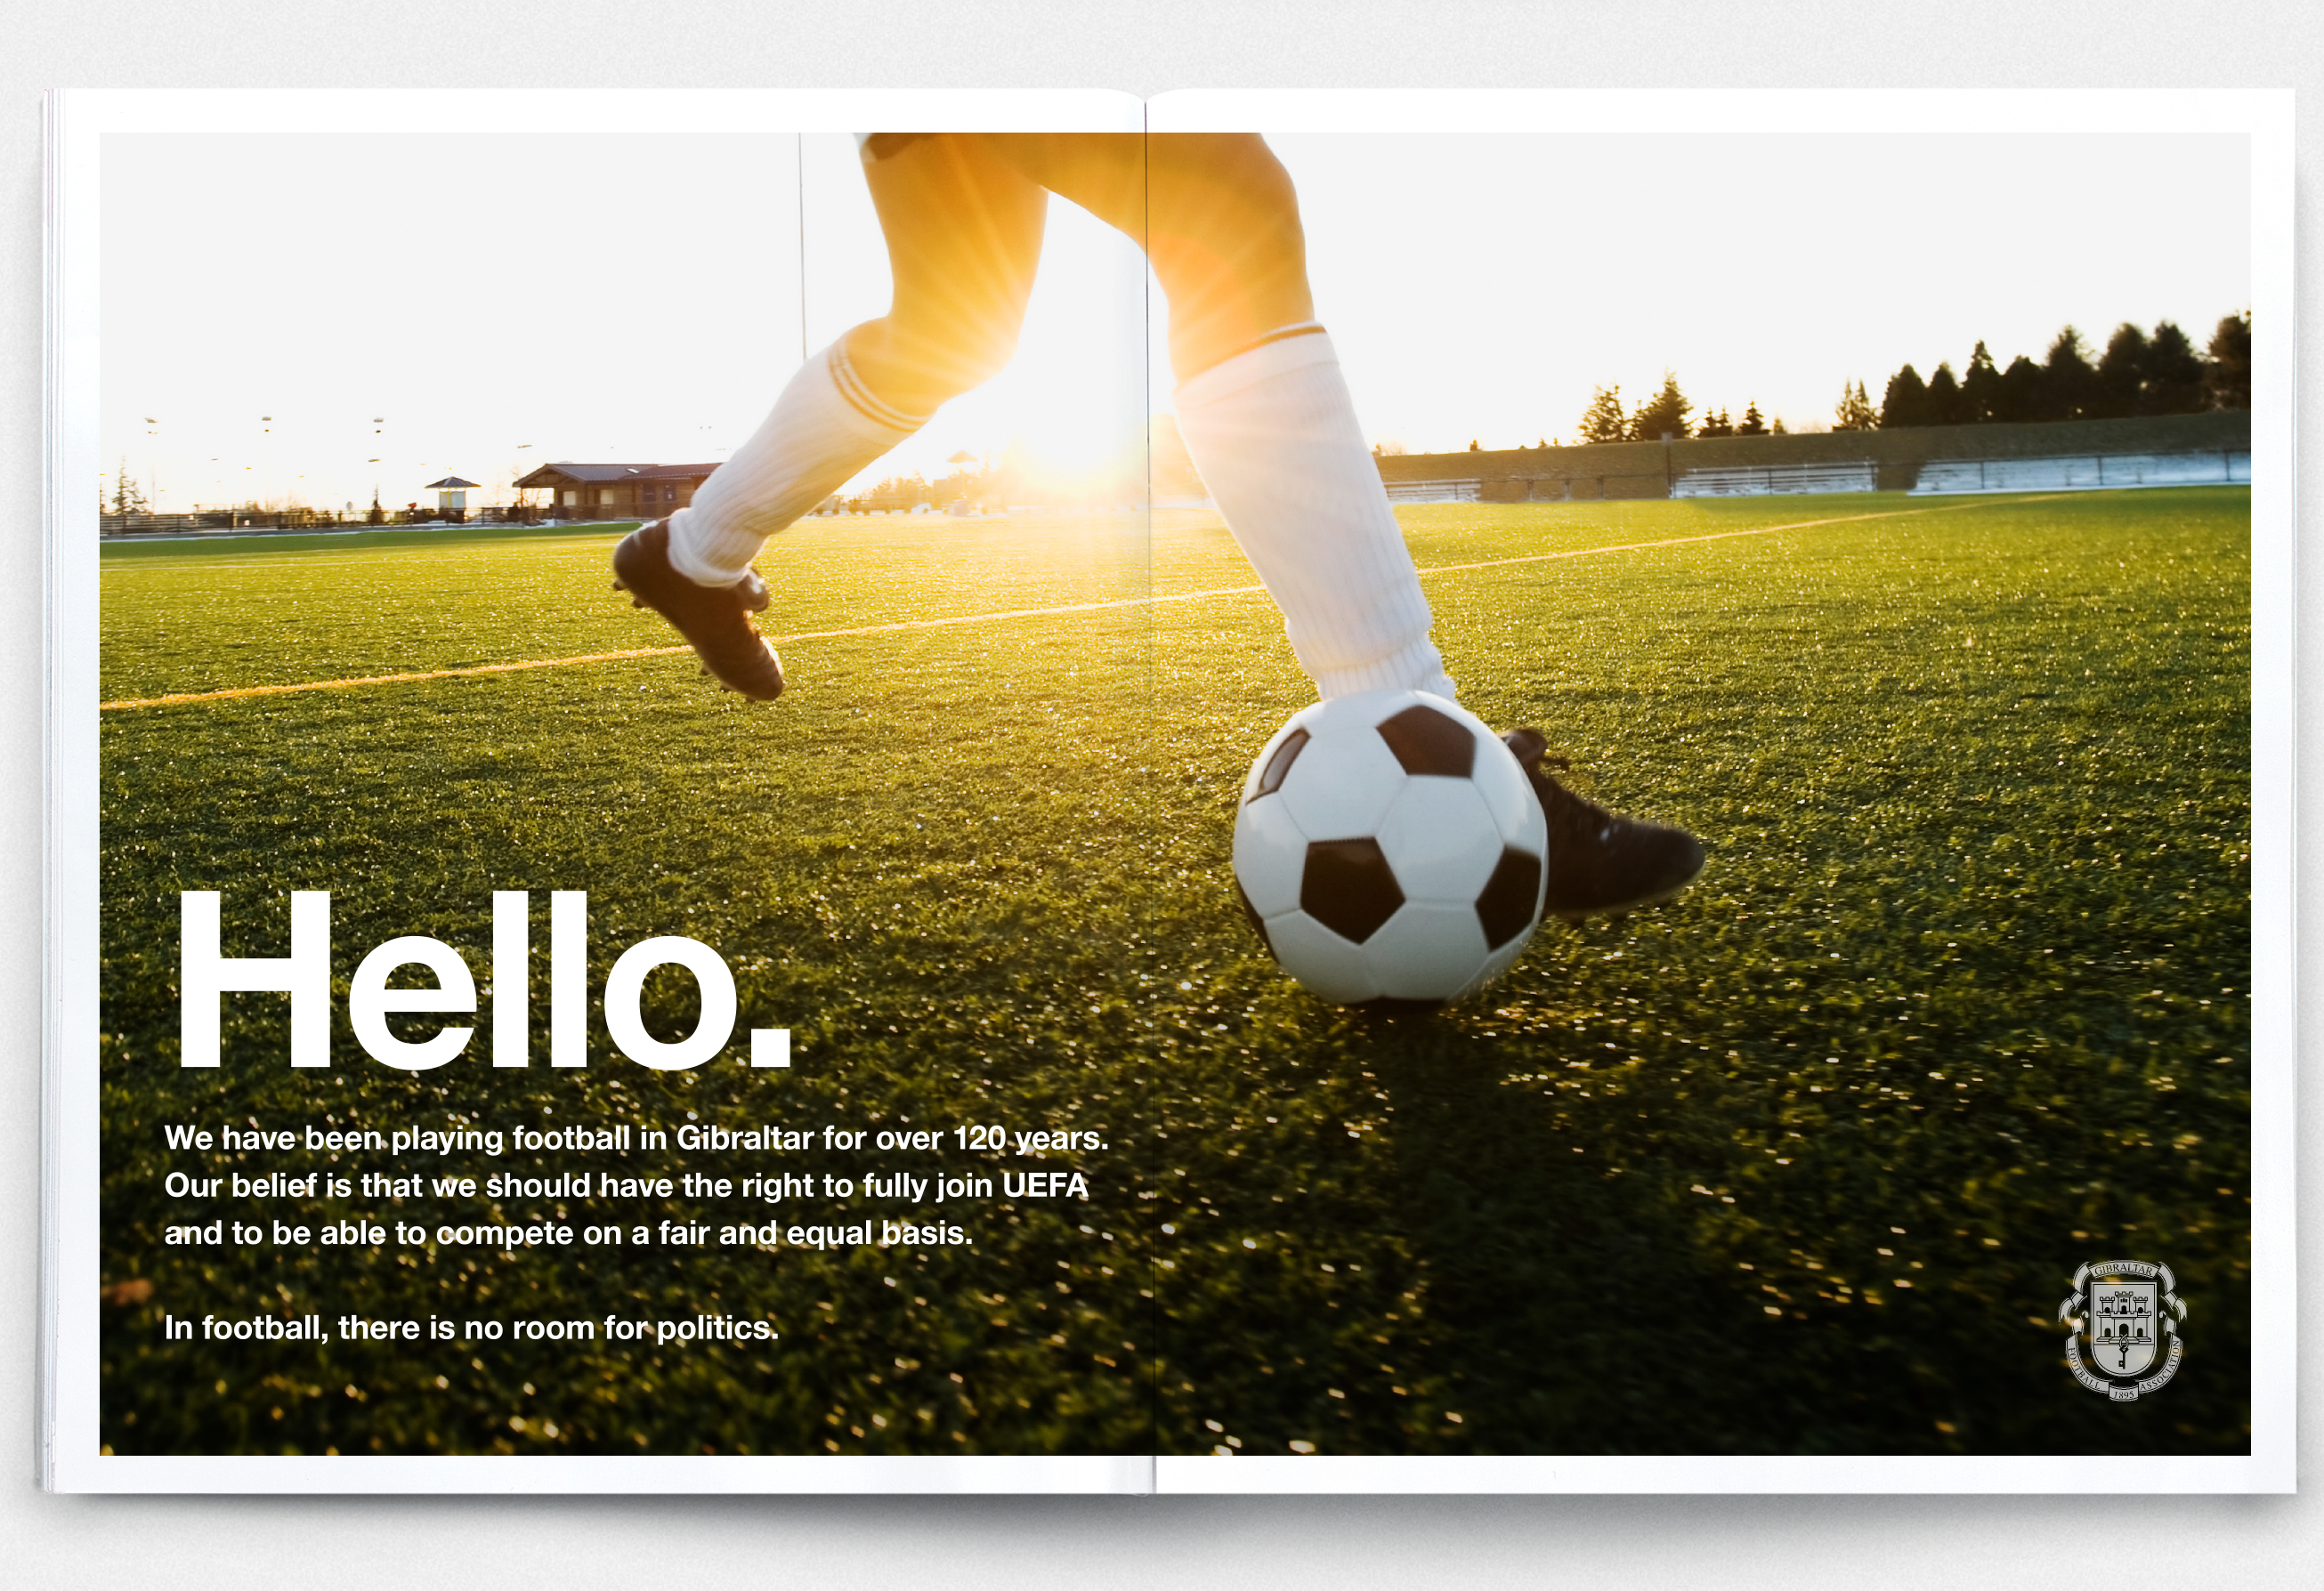 Hello.
We have been playing football in Gibraltar for over 120 years.
Our belief is that we should have the right to fully join UEFA
and to be able to compete on a fair and equal basis.
In football, there is no room for politics.
GIBRALTAR
FOOTBALL
1895
ASSOCIATION